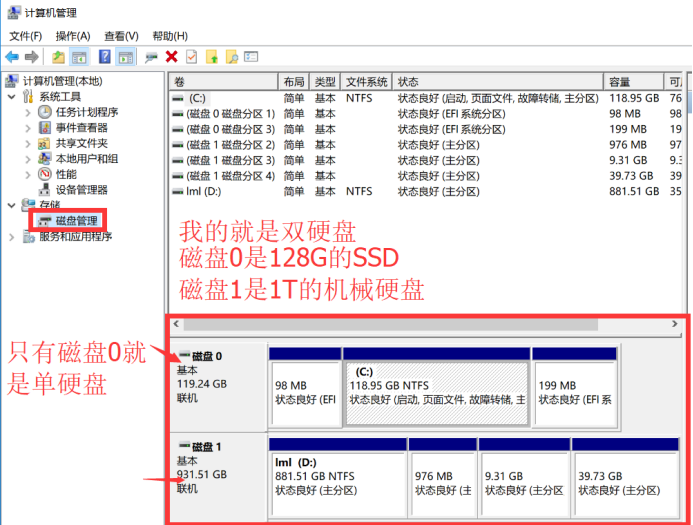 计算机管理
文件(F) 操作(A) 查看(V) 帮助(H)
计算机管理(本地)
系统工具
任务计划程序
事件查看器
共享文件夹
本地用户和组
性能
设备管理器
存储
磁盘管理
服务和应用程序
卷 布局 类型 文件系统 状态 容量 可
(C:) 简单 基本 NTFS 状态良好 (启动, 页面文件, 故障转储, 主分区) 118.95 GB 76
(磁盘 0 磁盘分区 1) 简单 基本 状态良好 (EFI 系统分区) 98 MB 98
(磁盘 0 磁盘分区 3) 简单 基本 状态良好 (EFI 系统分区) 199 MB 19
(磁盘 1 磁盘分区 2) 简单 基本 状态良好 (主分区) 976 MB 97
(磁盘 1 磁盘分区 3) 简单 基本 状态良好 (主分区) 9.31 GB 9.3
(磁盘 1 磁盘分区 4) 简单 基本 状态良好 (主分区) 39.73 GB 39
lml (D:) 简单 基本 NTFS 状态良好 (主分区) 881.51 GB 35
我的就是双硬盘
磁盘0是128G的SSD
磁盘1是1T的机械硬盘
只有磁盘0就
是单硬盘
磁盘 0
基本
119.24 GB
联机
98 MB
状态良好 (EFI
(C:)
118.95 GB NTFS
状态良好 (启动, 页面文件, 故障转储, 主
199 MB
状态良好 (EFI 系
磁盘 1
基本
931.51 GB
联机
lml (D:)
881.51 GB NTFS
状态良好 (主分区)
976 MB
状态良好 (主
9.31 GB
状态良好 (主分区
39.73 GB
状态良好 (主分区)